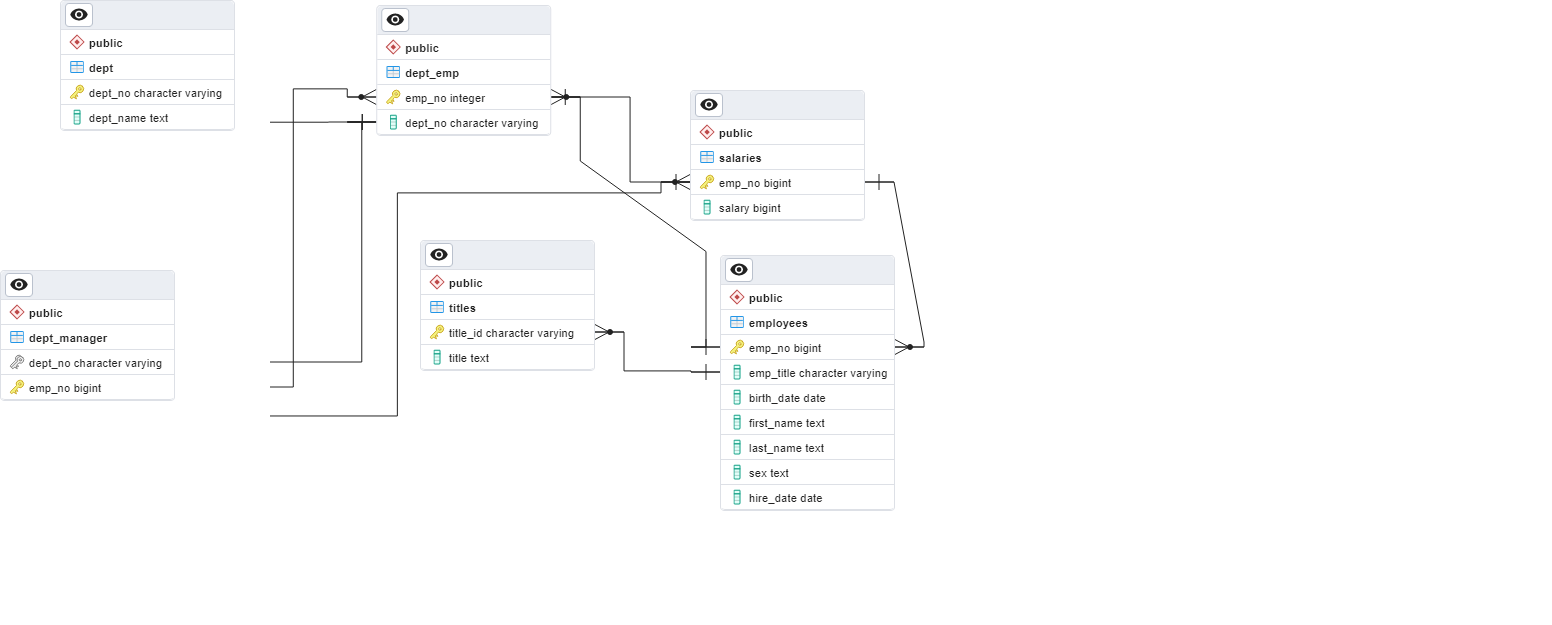 public
dept
dept_no character varying
dept_name text
public
dept_emp
emp_no integer
dept_no character varying
public
salaries
emp_no bigint
salary bigint
public
titles
title_id character varying
title text
public
employees
emp_no bigint
emp_title character varying
birth_date date
first_name text
last_name text
sex text
hire_date date
public
dept_manager
dept_no character varying
emp_no bigint